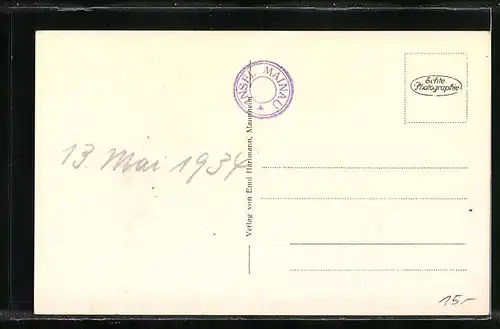 INSEL MAINAU
Echte
Photographie
13. Mai 1934
Verlag von Emil Hartmann, Mannheim
15.-